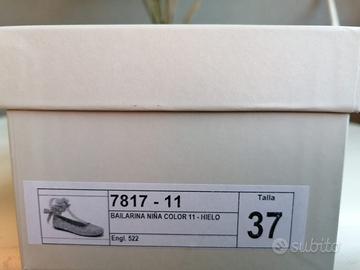 7817 - 11
Talla
BAILARINA NIÑA COLOR 11 - HIELO
37
Engl. 522
subito